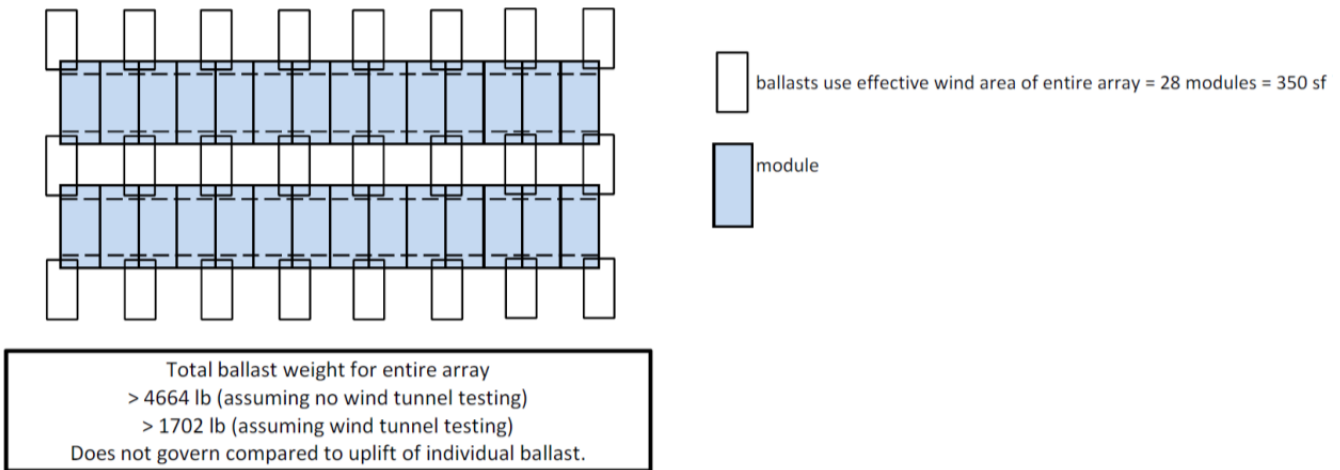 ballasts use effective wind area of entire array = 28 modules = 350 sf
module
Total ballast weight for entire array
> 4664 lb (assuming no wind tunnel testing)
> 1702 lb (assuming wind tunnel testing)
Does not govern compared to uplift of individual ballast.